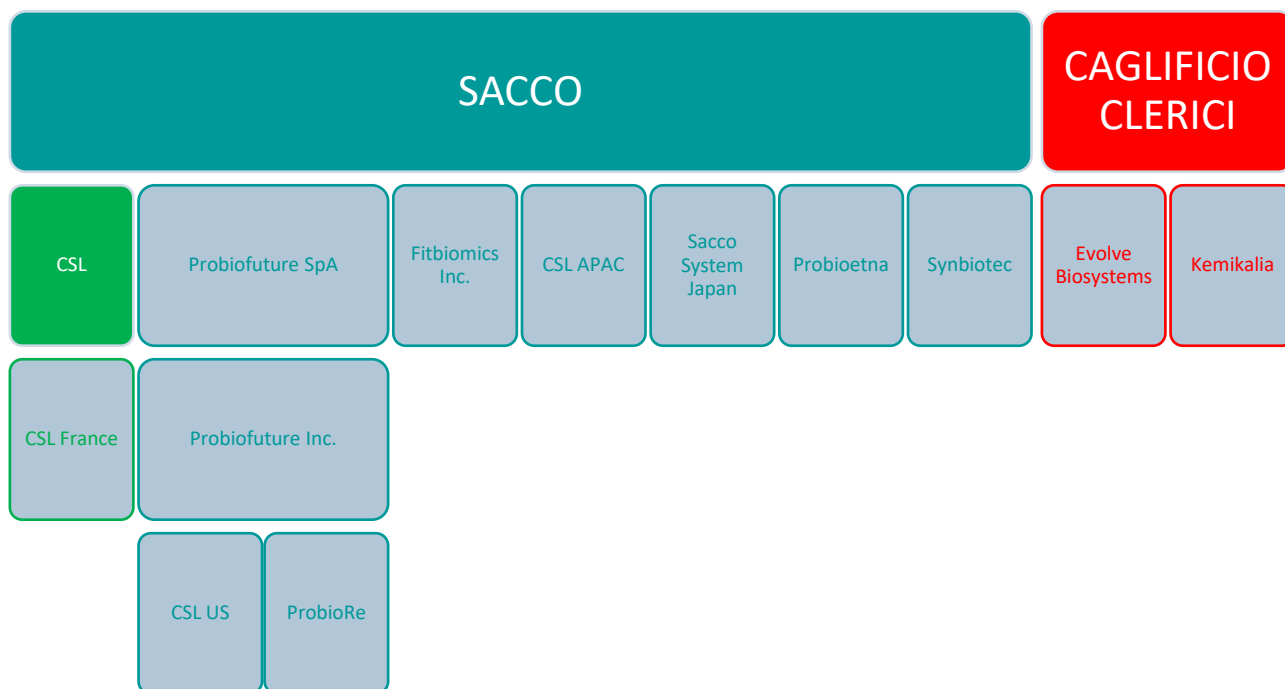 SACCO
CAGLIFICIO
CLERICI
CSL
Probiofuture SpA
Fitbiomics
Inc.
CSL APAC
Sacco
System
Japan
Probioetna
Synbiotec
Evolve
Biosystems
Kemikalia
CSL France
Probiofuture Inc.
CSL US
ProbioRe